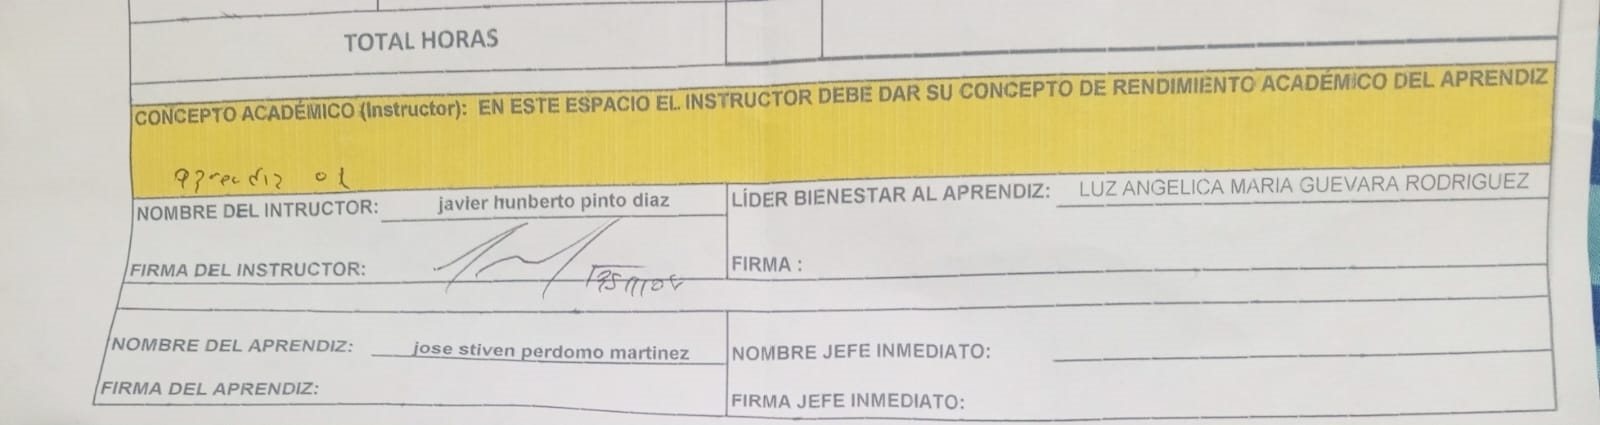 TOTAL HORAS
CONCEPTO ACADÉMICO (Instructor): EN ESTE ESPACIO EL INSTRUCTOR DEBE DAR SU CONCEPTO DE RENDIMIENTO ACADÉMICO DEL APRENDIZ
aprendiz
NOMBRE DEL INTRUCTOR: javier hunberto pinto diaz
LÍDER BIENESTAR AL APRENDIZ: LUZ ANGELICA MARIA GUEVARA RODRIGUEZ
FIRMA DEL INSTRUCTOR:
FIRMA :
NOMBRE DEL APRENDIZ: jose stiven perdomo martinez
NOMBRE JEFE INMEDIATO:
FIRMA DEL APRENDIZ:
FIRMA JEFE INMEDIATO: